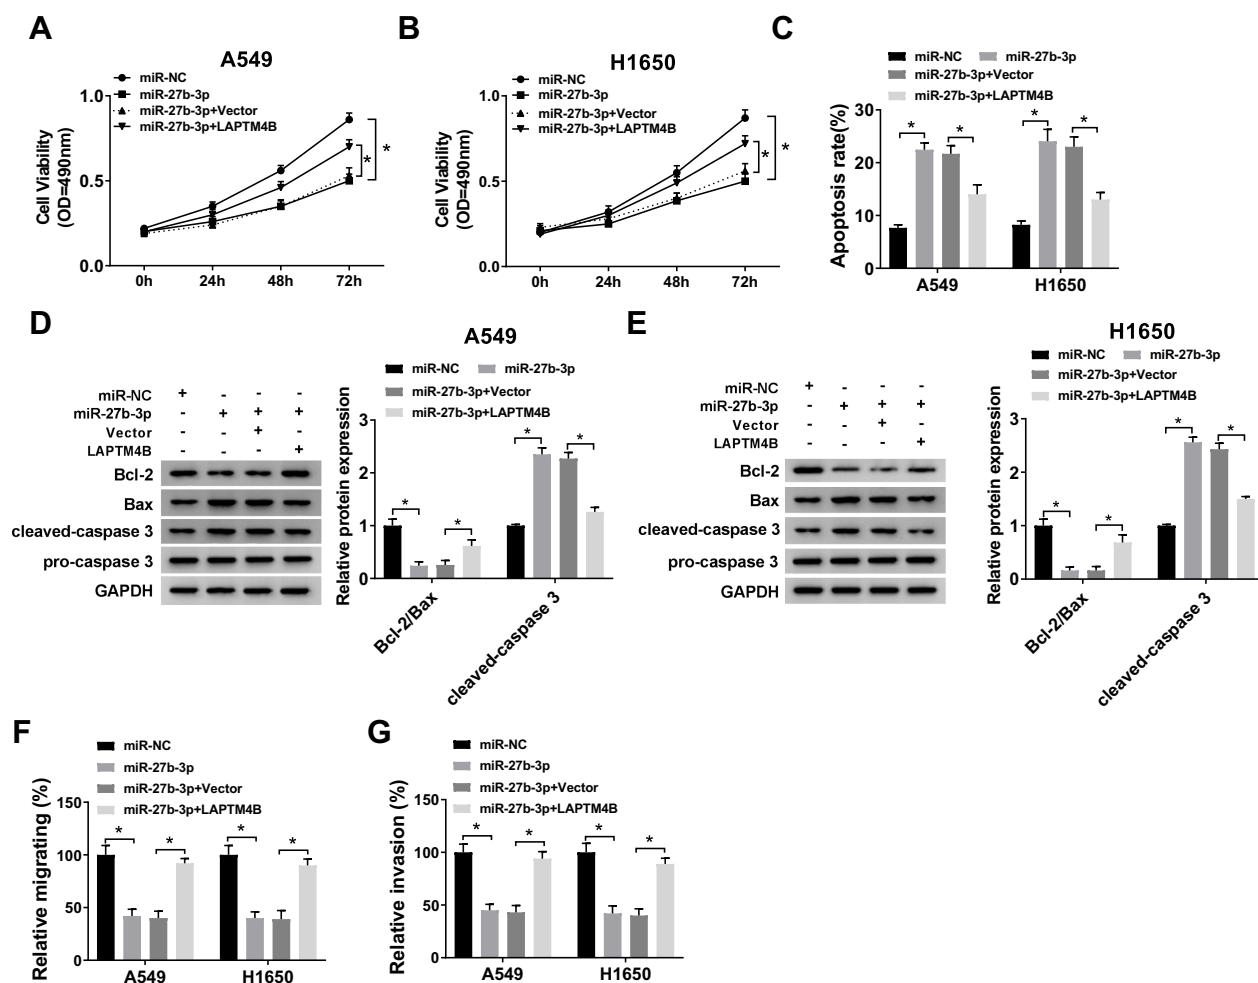 A
A549
miR-NC
miR-27b-3p
miR-27b-3p+Vector
miR-27b-3p+LAPTM4B
Cell Viability
(OD=490nm)
1.0
0.5
0.0
0h 24h 48h 72h
*
*
B
H1650
miR-NC
miR-27b-3p
miR-27b-3p+Vector
miR-27b-3p+LAPTM4B
Cell Viability
(OD=490nm)
1.0
0.5
0.0
0h 24h 48h 72h
*
*
C
miR-NC miR-27b-3p
miR-27b-3p+Vector
miR-27b-3p+LAPTM4B
Apoptosis rate(%)
30
20
10
0
* * * *
A549 H1650
D
miR-NC + - - -
miR-27b-3p - + + +
Vector - - + -
LAPTM4B - - - +
Bcl-2
Bax
cleaved-caspase 3
pro-caspase 3
GAPDH
A549
miR-NC miR-27b-3p
miR-27b-3p+Vector
miR-27b-3p+LAPTM4B
Relative protein expression
3
2
1
0
* * * *
Bcl-2/Bax
cleaved-caspase 3
E
miR-NC + - - -
miR-27b-3p - + + +
Vector - - + -
LAPTM4B - - - +
Bcl-2
Bax
cleaved-caspase 3
pro-caspase 3
GAPDH
H1650
miR-NC miR-27b-3p
miR-27b-3p+Vector
miR-27b-3p+LAPTM4B
Relative protein expression
3
2
1
0
* * * *
Bcl-2/Bax
cleaved-caspase 3
F
miR-NC
miR-27b-3p
miR-27b-3p+Vector
miR-27b-3p+LAPTM4B
Relative migrating (%)
150
100
50
0
* * * *
A549 H1650
G
miR-NC
miR-27b-3p
miR-27b-3p+Vector
miR-27b-3p+LAPTM4B
Relative invasion (%)
150
100
50
0
* * * *
A549 H1650